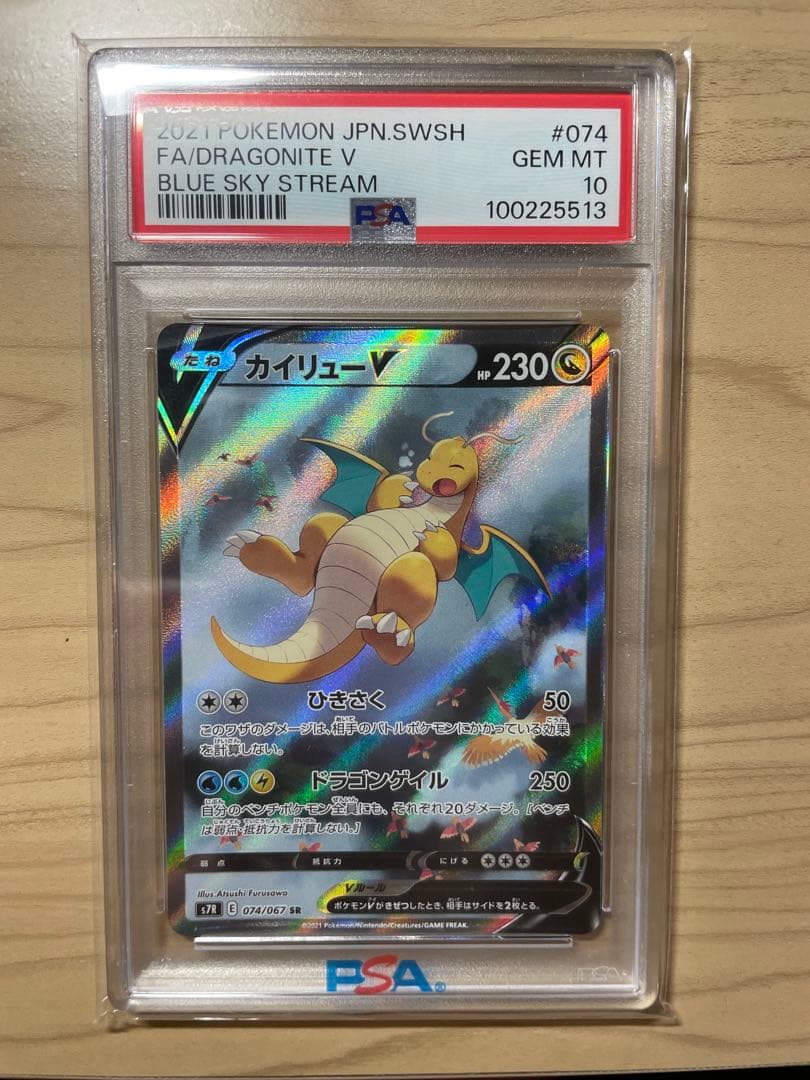 2021 POKEMON JPN.SWSH #074
FA/DRAGONITE V GEM MT
BLUE SKY STREAM 10
PSA 100225513
たね カイリューV HP 230
ひきさく 50
このワザのダメージは、相手のバトルポケモンにかかっている効果
を計算しない。
ドラゴンゲイル 250
自分のベンチポケモン全員にも、それぞれ20ダメージ。[ベンチ
は弱点・抵抗力を計算しない。]
弱点 抵抗力 にげる
Illus. Atsushi Furusawa
Vルール
ポケモンVがきぜつしたとき、相手はサイドを2枚とる。
s7R E 074/067 SR
©2021 Pokémon/Nintendo/Creatures/GAME FREAK.
PSA
PSA